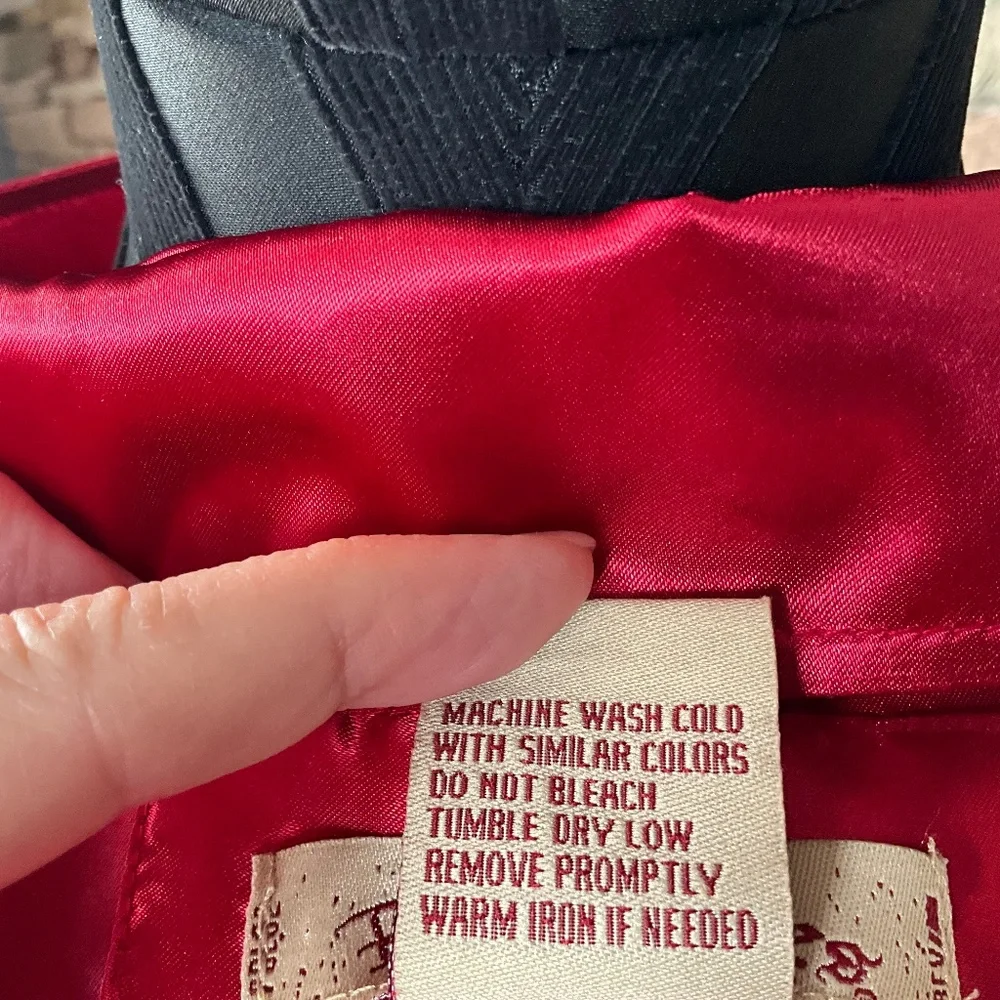 MACHINE WASH COLD
WITH SIMILAR COLORS
DO NOT BLEACH
TUMBLE DRY LOW
REMOVE PROMPTLY
WARM IRON IF NEEDED